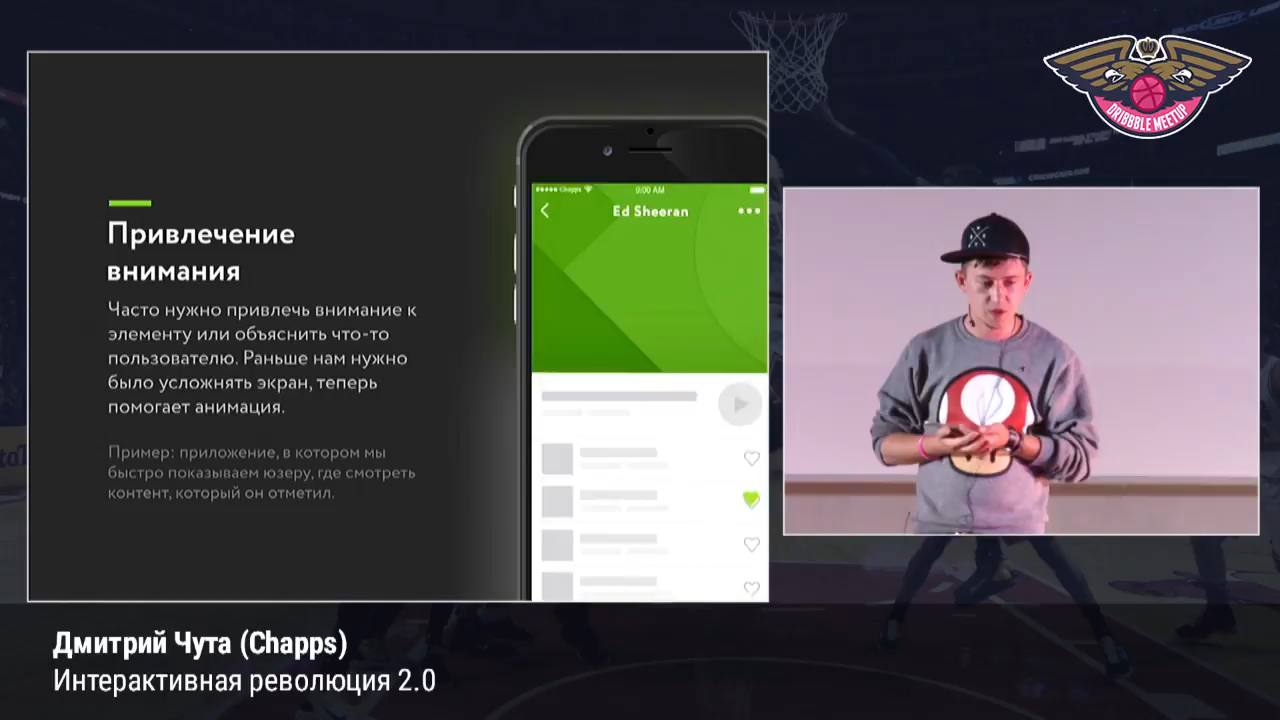 Привлечение
внимания
Часто нужно привлечь внимание к
элементу или объяснить что-то
пользователю. Раньше нам нужно
было усложнять экран, теперь
помогает анимация.
Пример: приложение, в котором мы
быстро показываем юзеру, где смотреть
контент, который он отметил.
Chapps
9:00 AM
Ed Sheeran
DRIBBBLE MEETUP
Дмитрий Чута (Chapps)
Интерактивная революция 2.0